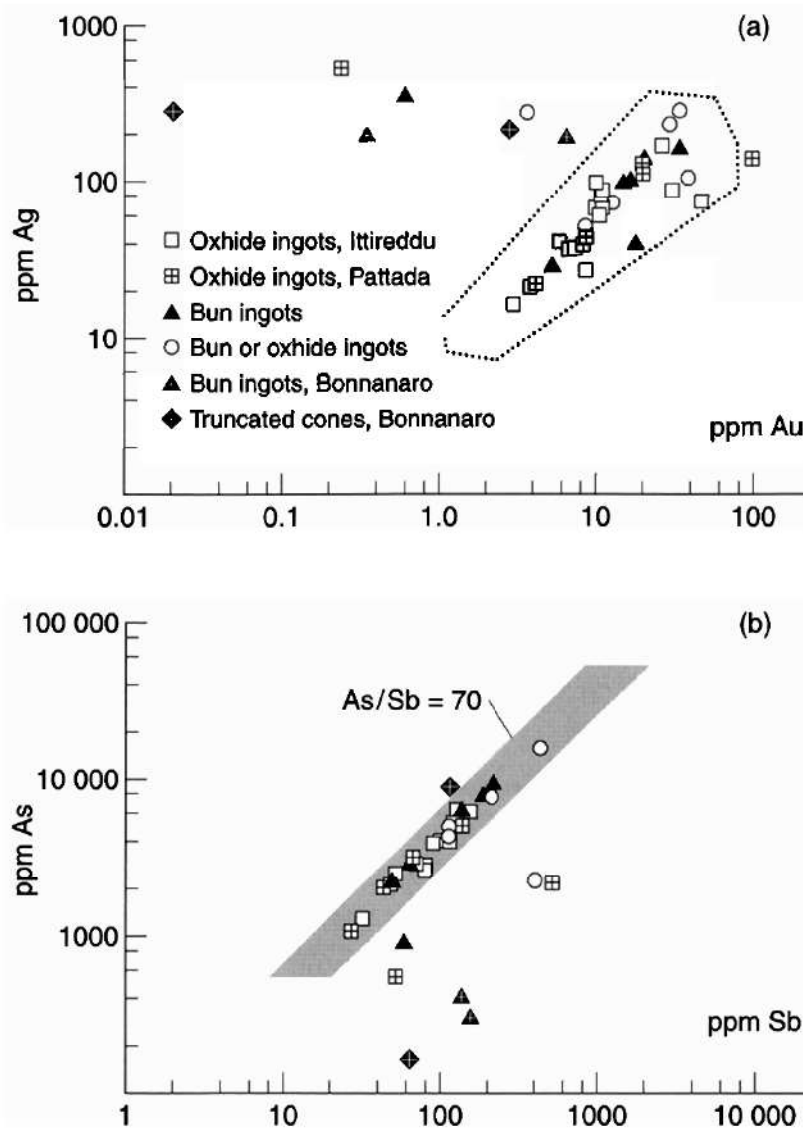 (a)
1000
100
10
ppm Ag
Oxhide ingots, Ittireddu
Oxhide ingots, Pattada
Bun ingots
Bun or oxhide ingots
Bun ingots, Bonnanaro
Truncated cones, Bonnanaro
ppm Au
0.01 0.1 1.0 10 100
(b)
100 000
10 000
1000
ppm As
As/Sb = 70
ppm Sb
1 10 100 1000 10 000